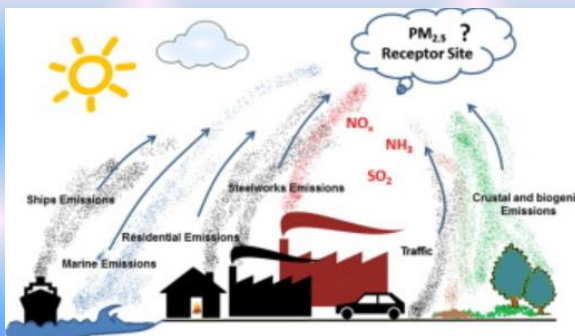 PM2.5 ?
Receptor Site
NOx
NH3
SO2
Steelworks Emissions
Ships Emissions
Crustal and biogenic
Emissions
Residential Emissions
Traffic
Marine Emissions